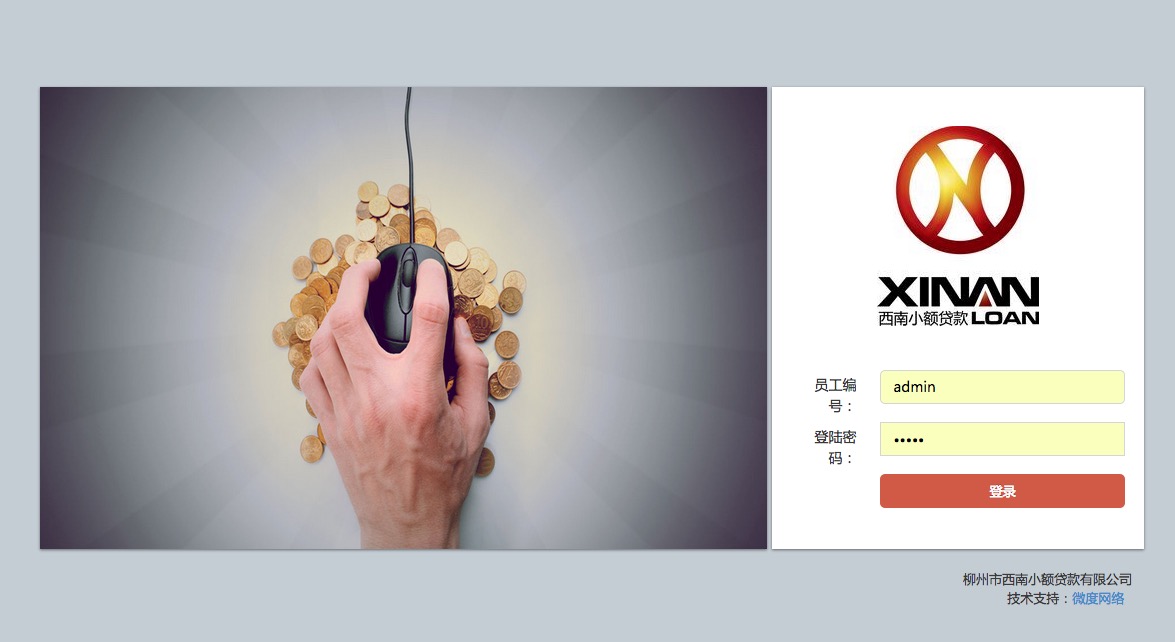 XINAN
西南小额贷款 LOAN
员工编
号：
admin
登陆密
码：
•••••
登录
柳州市西南小额贷款有限公司
技术支持：微度网络